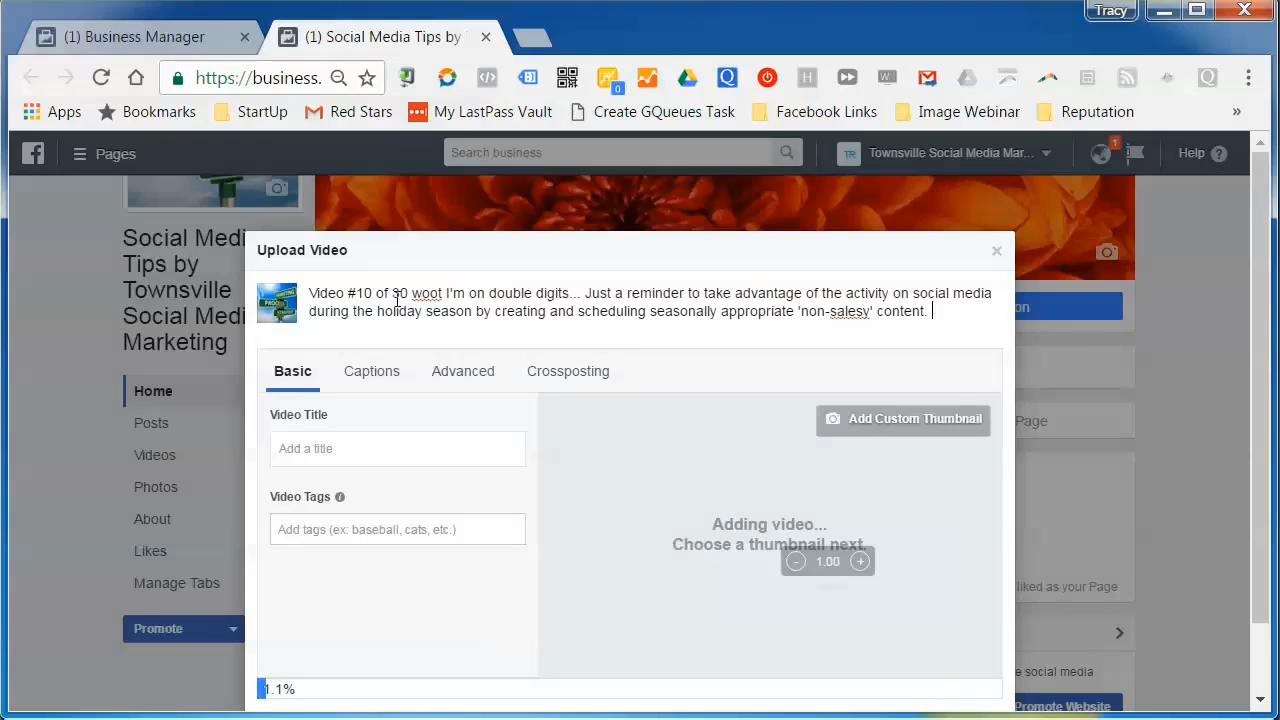 Tracy
(1) Business Manager
(1) Social Media Tips by
https://business.
0
Apps
Bookmarks
StartUp
Red Stars
My LastPass Vault
Create GQueues Task
Facebook Links
Image Webinar
Reputation
»
Pages
Search business
TR
Townsville Social Media Mar...
1
Help
Social Medi
Tips by
Townsville
Social Medi
Marketing
Upload Video
Video #10 of 30 woot I'm on double digits... Just a reminder to take advantage of the activity on social media
during the holiday season by creating and scheduling seasonally appropriate 'non-salesy' content.
on
Basic
Captions
Advanced
Crossposting
Home
Posts
Videos
Photos
About
Likes
Manage Tabs
Promote
Video Title
Add a title
Video Tags
Add tags (ex: baseball, cats, etc.)
Add Custom Thumbnail
Adding video...
Choose a thumbnail next.
- 1.00 +
Page
liked as your Page
e social media
Promote Website
1.1%